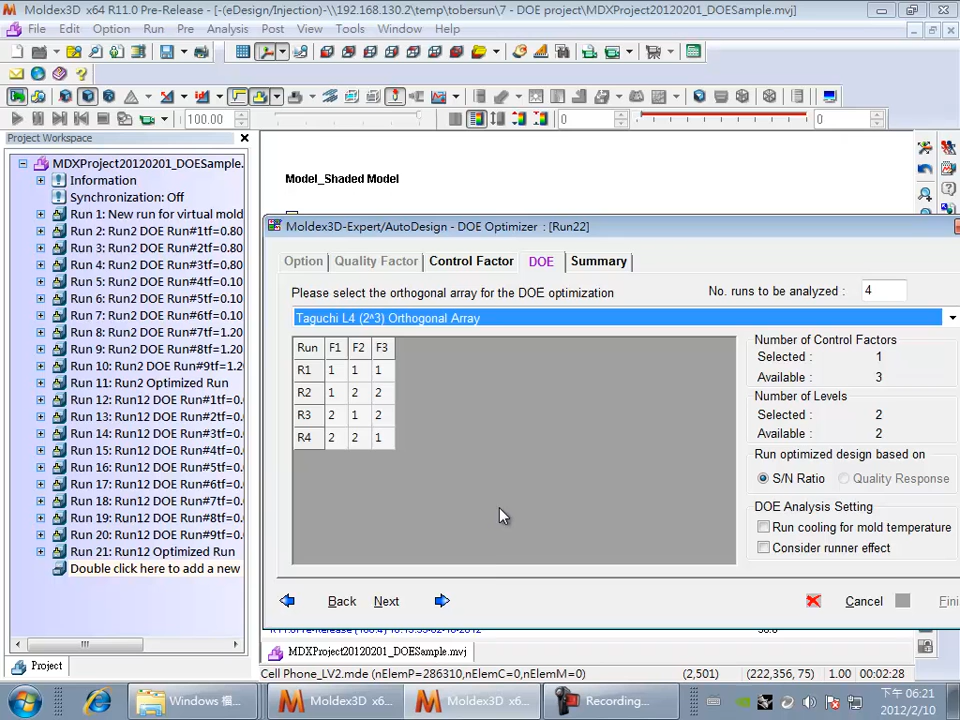 Moldex3D x64 R11.0 Pre-Release - [-(eDesign/Injection)-\\192.168.130.2\temp\tobersun\7 - DOE project\MDXProject20120201_DOESample.mvj]
File Edit Option Run Pre Analysis Post View Tools Window Help
100.00 0 0
Project Workspace
MDXProject20120201_DOESample.
Information
Synchronization: Off
Run 1: New run for virtual mold
Run 2: Run2 DOE Run#1tf=0.80
Run 3: Run2 DOE Run#2tf=0.80
Run 4: Run2 DOE Run#3tf=0.80
Run 5: Run2 DOE Run#4tf=0.10
Run 6: Run2 DOE Run#5tf=0.10
Run 7: Run2 DOE Run#6tf=0.10
Run 8: Run2 DOE Run#7tf=1.20
Run 9: Run2 DOE Run#8tf=1.20
Run 10: Run2 DOE Run#9tf=1.2
Run 11: Run2 Optimized Run
Run 12: Run12 DOE Run#1tf=0.
Run 13: Run12 DOE Run#2tf=0.
Run 14: Run12 DOE Run#3tf=0.
Run 15: Run12 DOE Run#4tf=0.
Run 16: Run12 DOE Run#5tf=0.
Run 17: Run12 DOE Run#6tf=0.
Run 18: Run12 DOE Run#7tf=0.
Run 19: Run12 DOE Run#8tf=0.
Run 20: Run12 DOE Run#9tf=0.
Run 21: Run12 Optimized Run
Double click here to add a new
Project
Model_Shaded Model
Moldex3D-Expert/AutoDesign - DOE Optimizer : [Run22]
Option Quality Factor Control Factor DOE Summary
Please select the orthogonal array for the DOE optimization
No. runs to be analyzed : 4
Taguchi L4 (2^3) Orthogonal Array
Run F1 F2 F3
R1 1 1 1
R2 1 2 2
R3 2 1 2
R4 2 2 1
Number of Control Factors
Selected : 1
Available : 3
Number of Levels
Selected : 2
Available : 2
Run optimized design based on
S/N Ratio Quality Response
DOE Analysis Setting
Run cooling for mold temperature
Consider runner effect
Back Next Cancel Fini
MDXProject20120201_DOESample.mvj
Cell Phone_LV2.mde (nElemP=286310,nElemC=0,nElemM=0) (2,501) (222,356, 75) 1.00 00:02:28
Windows 檔... Moldex3D x6... Moldex3D x6... Recording...
下午 06:21
2012/2/10